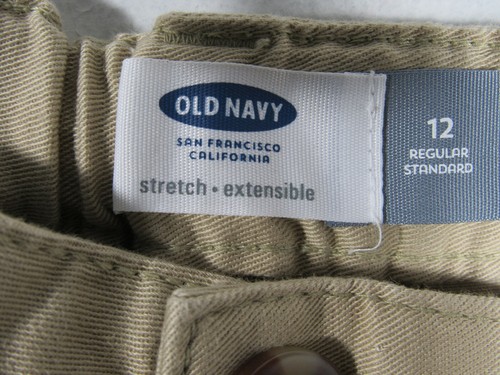 OLD NAVY
SAN FRANCISCO
CALIFORNIA
stretch • extensible
12
REGULAR
STANDARD